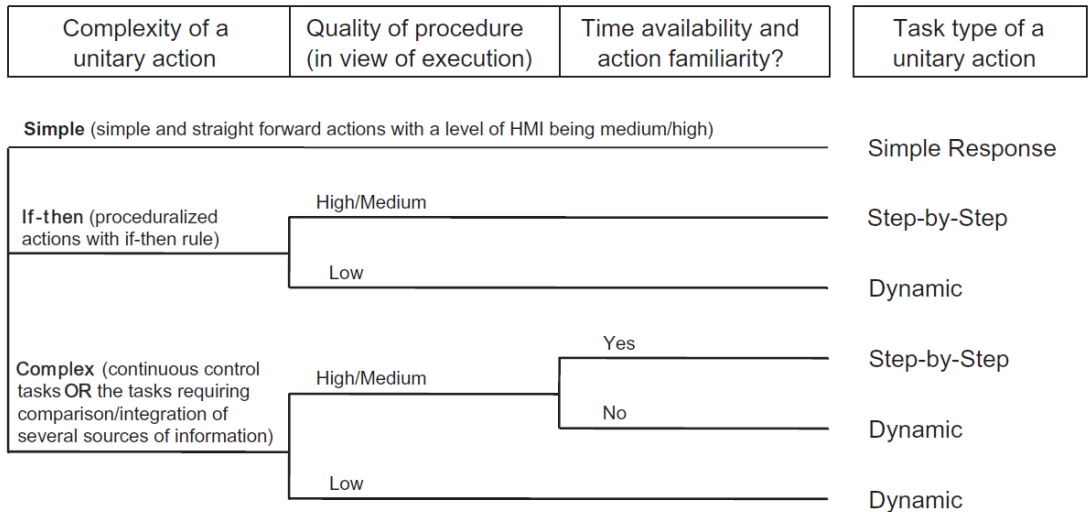 Complexity of a
unitary action
Quality of procedure
(in view of execution)
Time availability and
action familiarity?
Task type of a
unitary action
Simple (simple and straight forward actions with a level of HMI being medium/high)
Simple Response
If-then (proceduralized
actions with if-then rule)
High/Medium
Step-by-Step
Low
Dynamic
Complex (continuous control
tasks OR the tasks requiring
comparison/integration of
several sources of information)
High/Medium
Yes
Step-by-Step
No
Dynamic
Low
Dynamic